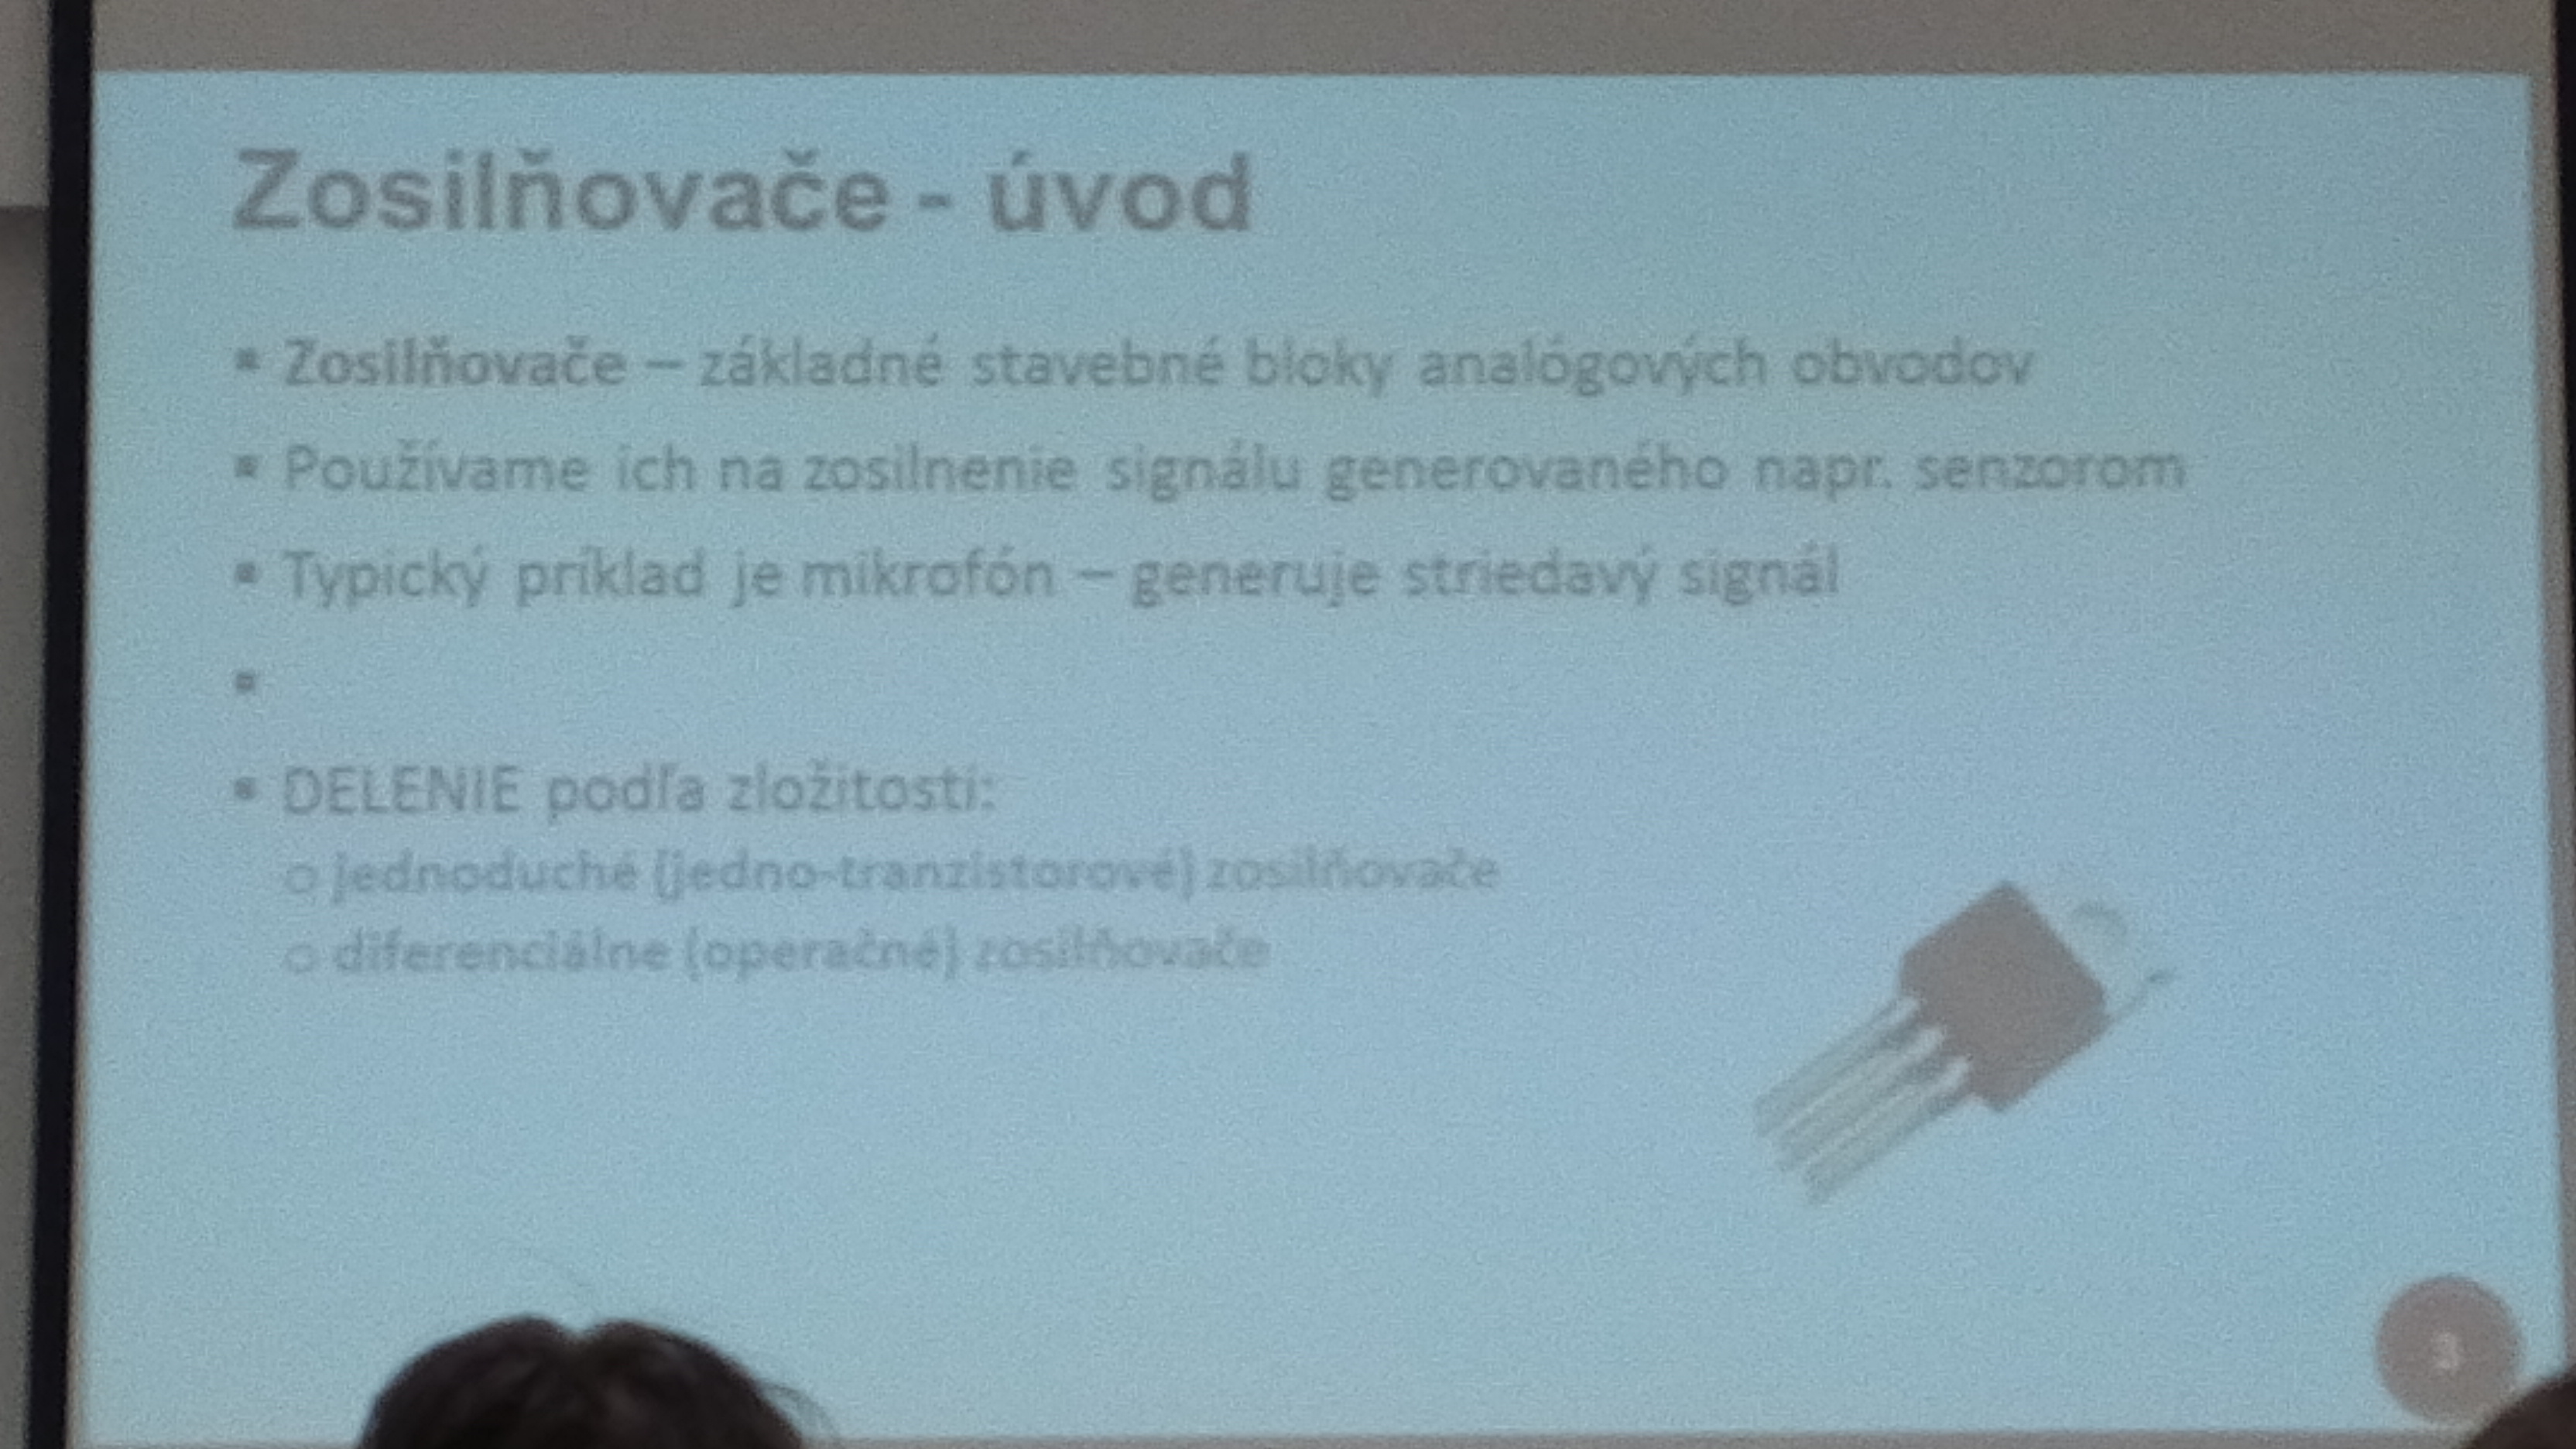 Zosilňovače - úvod
▪ Zosilňovače – základné stavebné bloky analógových obvodov
▪ Používame ich na zosilnenie signálu generovaného napr. senzorom
▪ Typický príklad je mikrofón – generuje striedavý signál
▪
▪ DELENIE podľa zložitosti:
o jednoduché (jedno-tranzistorové) zosilňovače
o diferenciálne (operačné) zosilňovače
3